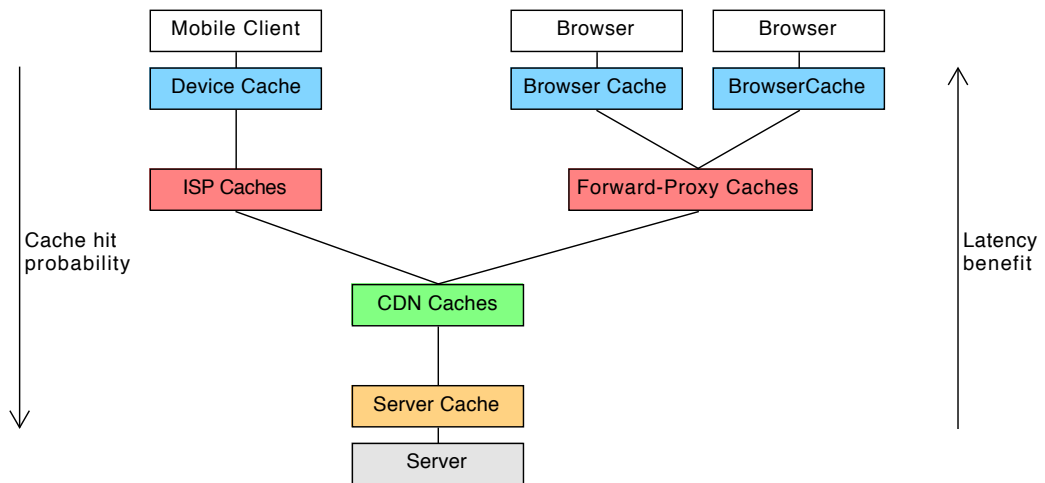 Mobile Client
Browser
Browser
Device Cache
Browser Cache
BrowserCache
ISP Caches
Forward-Proxy Caches
Cache hit
probability
Latency
benefit
CDN Caches
Server Cache
Server